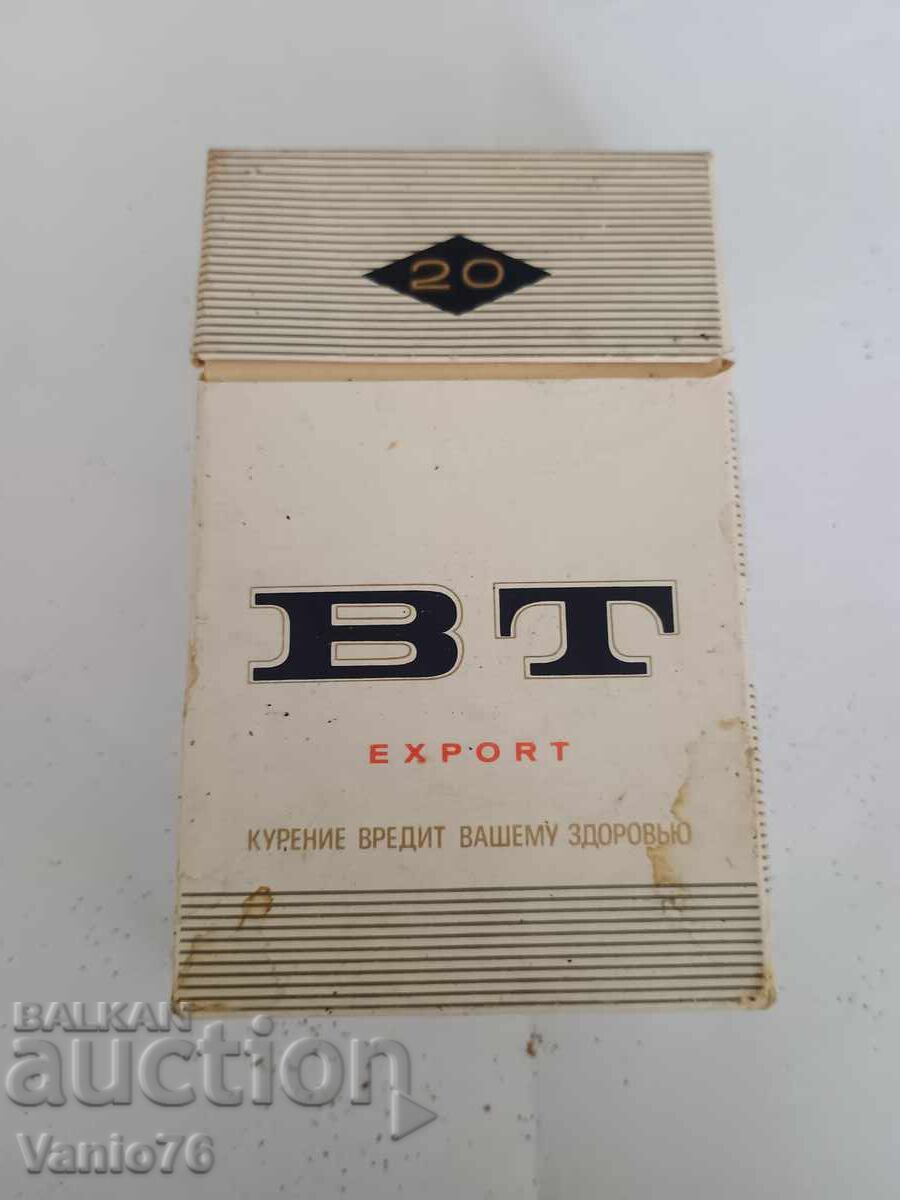 20
BT
EXPORT
КУРЕНИЕ ВРЕДИТ ВАШЕМУ ЗДОРОВЬЮ
BALKAN
auction
Vanio76